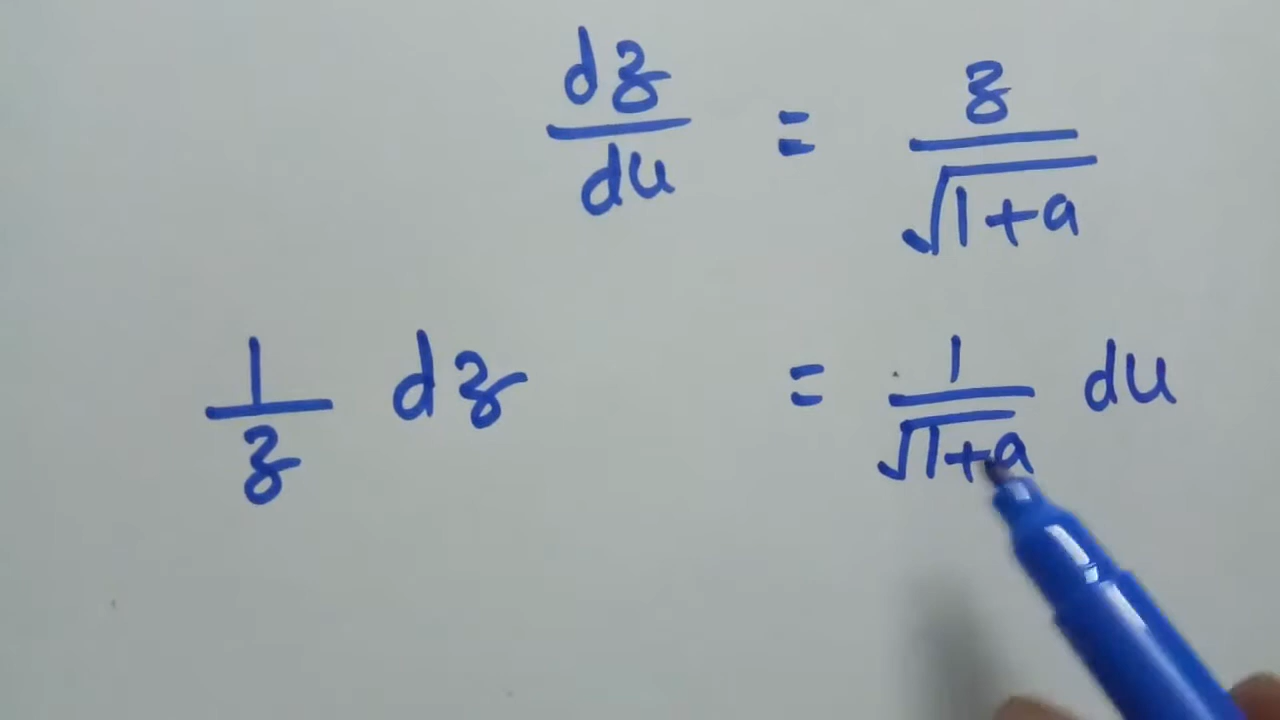 dz/du = z/√(1+a)
1/z dz = 1/√(1+a) du